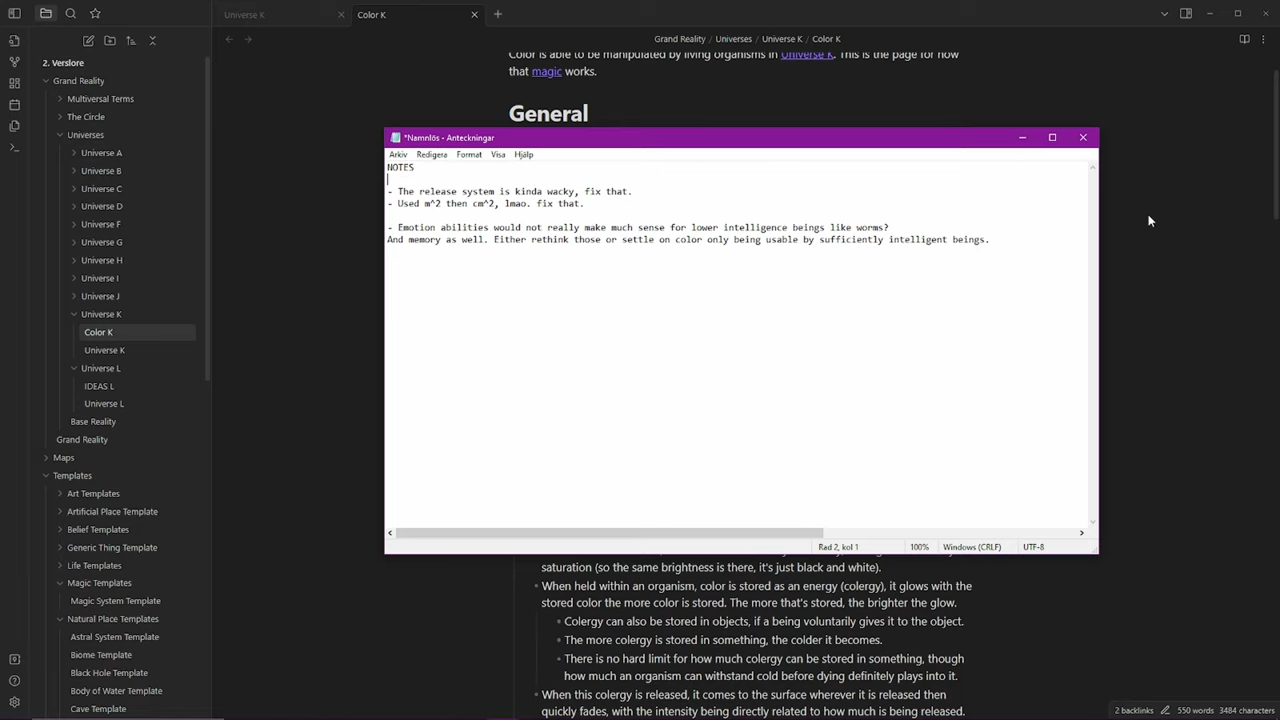 Universe K
Color K
Grand Reality / Universes / Universe K / Color K
2. Verslore
Grand Reality
Multiversal Terms
The Circle
Universes
Universe A
Universe B
Universe C
Universe D
Universe F
Universe G
Universe H
Universe I
Universe J
Universe K
Color K
Universe K
Universe L
IDEAS L
Universe L
Base Reality
Grand Reality
Maps
Templates
Art Templates
Artificial Place Template
Belief Templates
Generic Thing Template
Life Templates
Magic Templates
Magic System Template
Natural Place Templates
Astral System Template
Biome Template
Black Hole Template
Body of Water Template
Cave Template
Color is able to be manipulated by living organisms in Universe K. This is the page for how
that magic works.
General
*Namnlös - Anteckningar
Arkiv Redigera Format Visa Hjälp
NOTES
- The release system is kinda wacky, fix that.
- Used m^2 then cm^2, lmao. fix that.
- Emotion abilities would not really make much sense for lower intelligence beings like worms?
And memory as well. Either rethink those or settle on color only being usable by sufficiently intelligent beings.
Rad 2, kol 1 100% Windows (CRLF) UTF-8
saturation (so the same brightness is there, it's just black and white).
When held within an organism, color is stored as an energy (colergy), it glows with the
stored color the more color is stored. The more that's stored, the brighter the glow.
Colergy can also be stored in objects, if a being voluntarily gives it to the object.
The more colergy is stored in something, the colder it becomes.
There is no hard limit for how much colergy can be stored in something, though
how much an organism can withstand cold before dying definitely plays into it.
When this colergy is released, it comes to the surface wherever it is released then
quickly fades, with the intensity being directly related to how much is being released.
2 backlinks 550 words 3484 characters